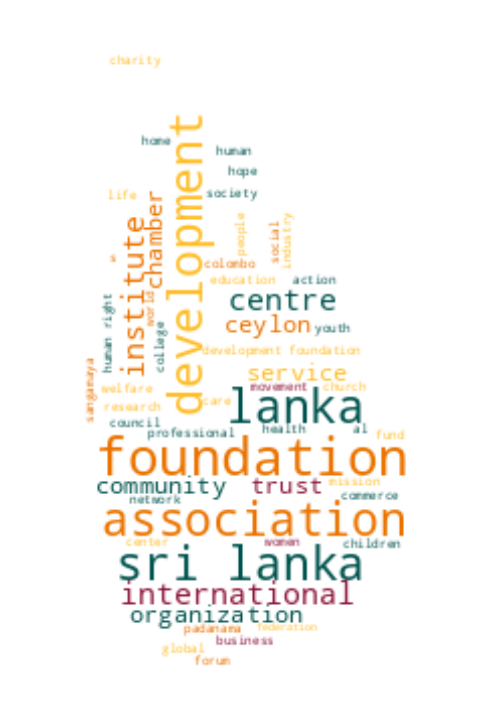 charity
home
human
hope
life
society
development
institute
chamber
people
social
industry
s
colombo
world
education
action
centre
human right
college
ceylon
youth
development foundation
sangamaya
service
welfare
movement
church
care
lanka
research
council
professional
health
al
fund
foundation
community
trust
mission
network
commerce
association
center
women
children
sri lanka
international
organization
padanama
federation
business
global
forum